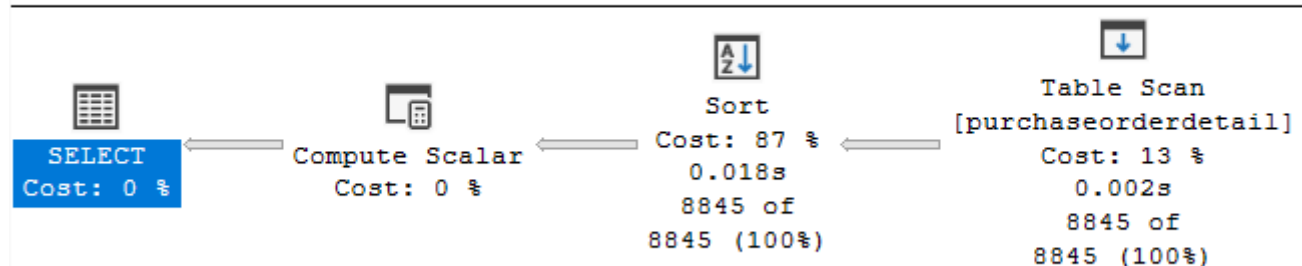 SELECT
Cost: 0 %
Compute Scalar
Cost: 0 %
Sort
Cost: 87 %
0.018s
8845 of
8845 (100%)
Table Scan
[purchaseorderdetail]
Cost: 13 %
0.002s
8845 of
8845 (100%)